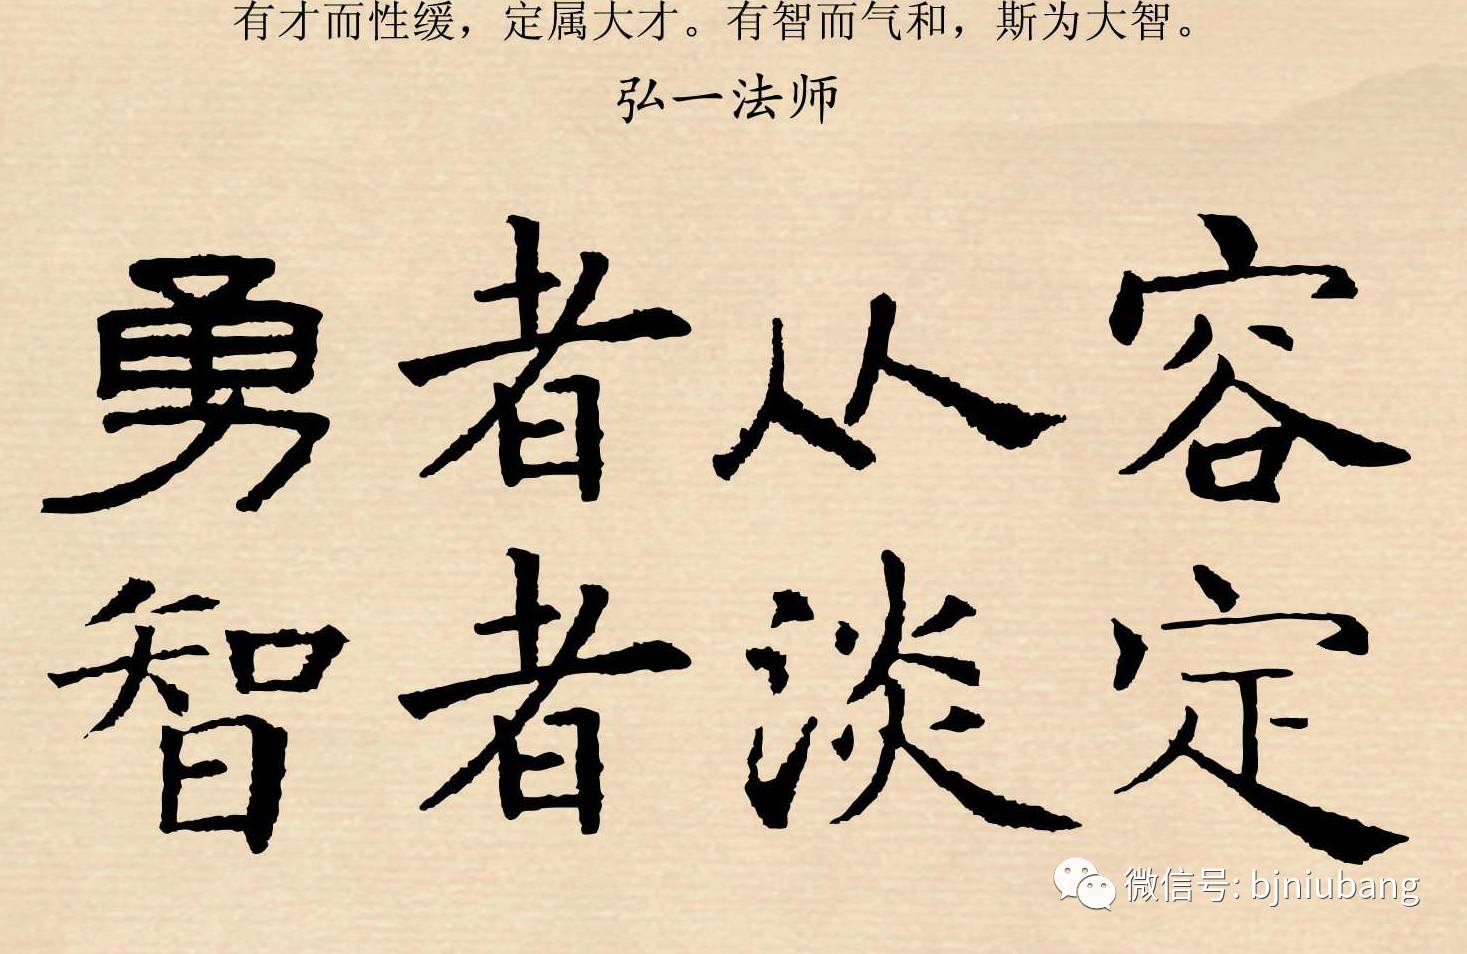 有才而性缓，定属大才。有智而气和，斯为大智。
弘一法师
勇者从容
智者淡定
微信号: bjniubang